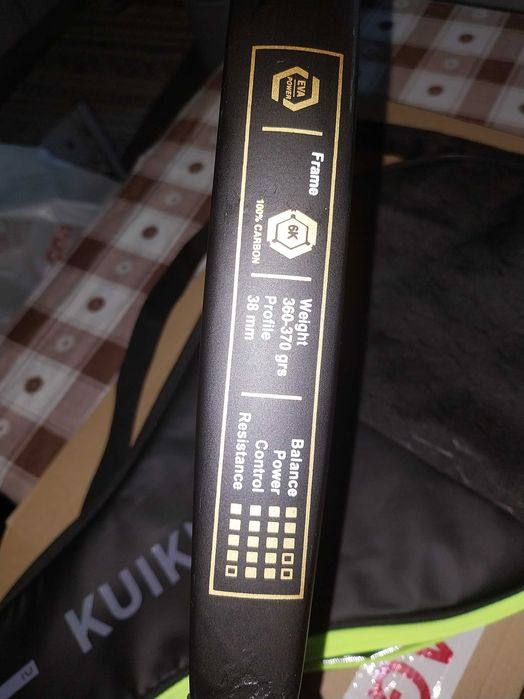 EVA
POWER
Frame
6K
100% CARBON
Weight
360-370 grs
Profile
38 mm
Balance
Power
Control
Resistance
KUIK